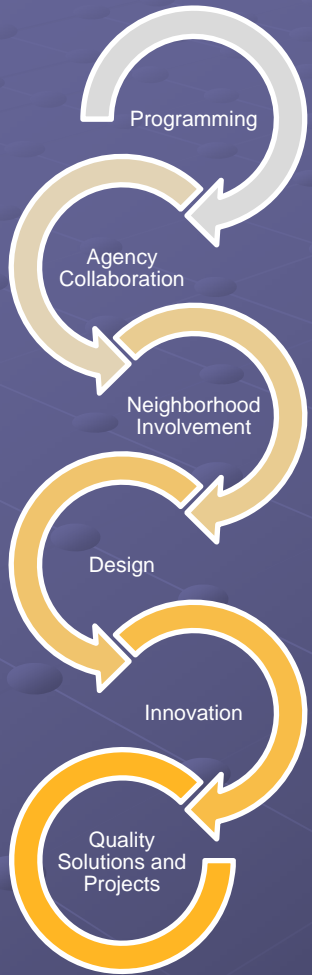 Programming
Agency
Collaboration
Neighborhood
Involvement
Design
Innovation
Quality
Solutions and
Projects